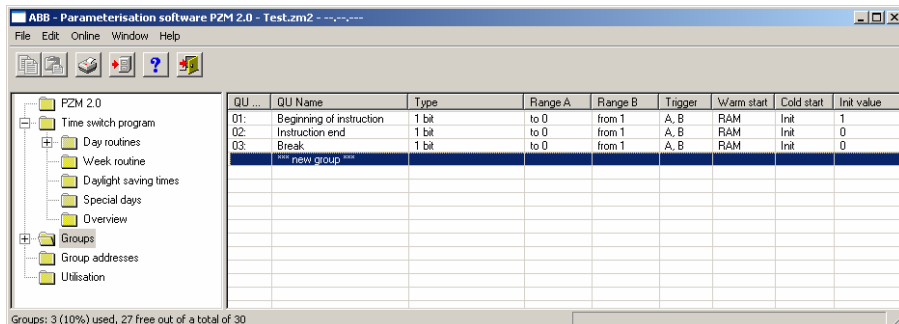 ABB - Parameterisation software PZM 2.0 - Test.zm2 - --,--,---
File Edit Online Window Help
PZM 2.0
Time switch program
Day routines
Week routine
Daylight saving times
Special days
Overview
Groups
Group addresses
Utilisation
QU ... QU Name Type Range A Range B Trigger Warm start Cold start Init value
01: Beginning of instruction 1 bit to 0 from 1 A, B RAM Init 1
02: Instruction end 1 bit to 0 from 1 A, B RAM Init 0
03: Break 1 bit to 0 from 1 A, B RAM Init 0
*** new group ***
Groups: 3 (10%) used, 27 free out of a total of 30